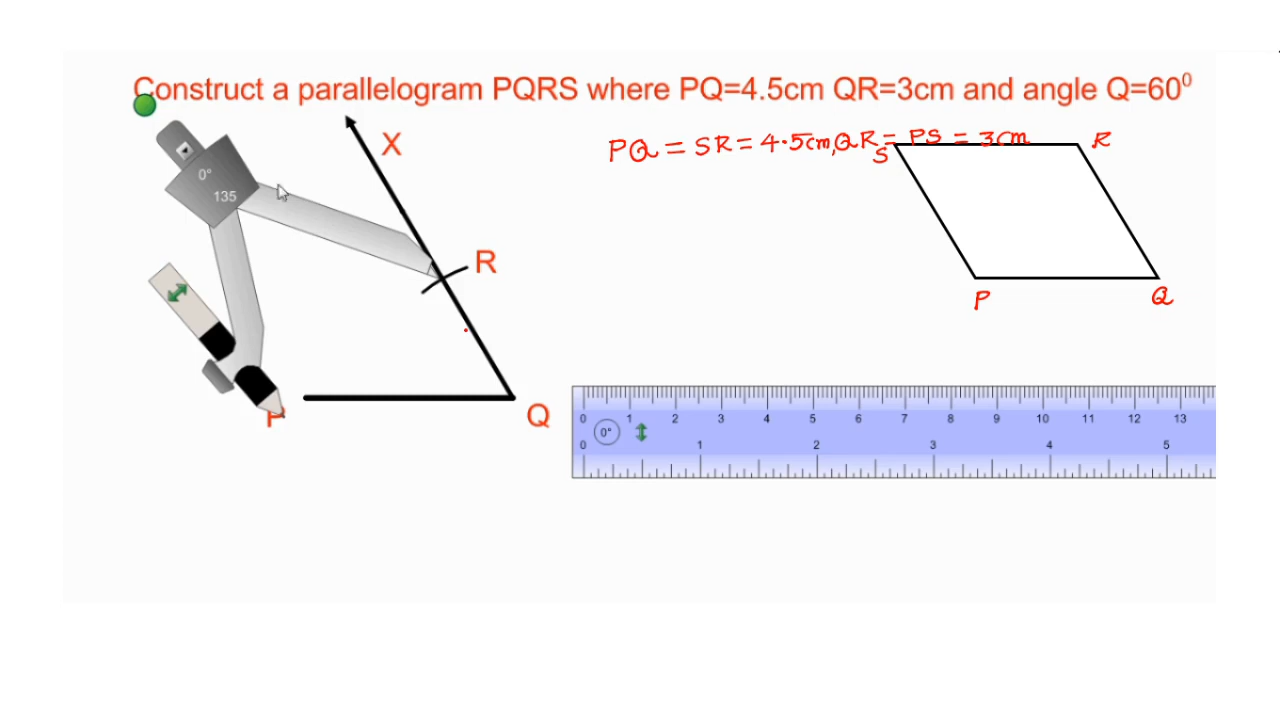 Construct a parallelogram PQRS where PQ=4.5cm QR=3cm and angle Q=60⁰
PQ = SR = 4.5cm, QR = PS = 3cm
S R
X
0°
135
R
P Q
P Q
0 1 2 3 4 5 6 7 8 9 10 11 12 13
0°
0 1 2 3 4 5